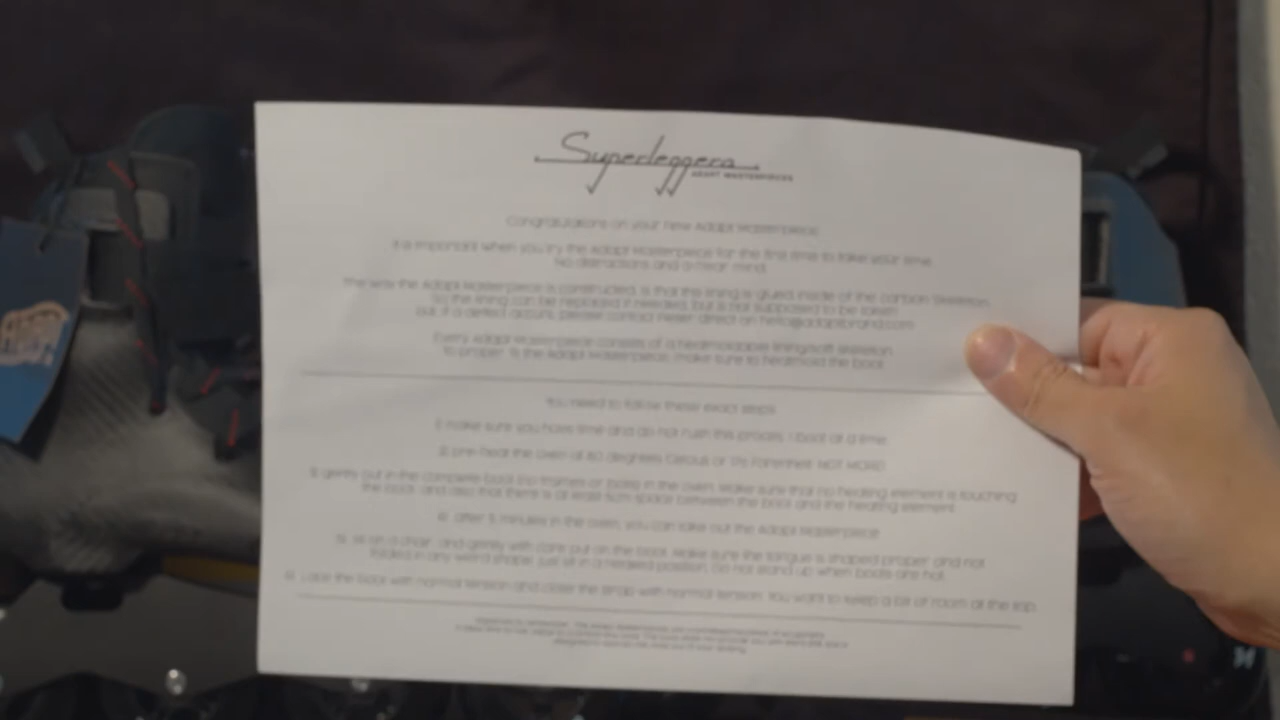 Superleggera
ADAPT MASTERPIECES
Congratulations on your new Adapt Masterpiece
It is important when you try the Adapt Masterpiece for the first time to take your time.
No distractions and a clear mind.
The way the Adapt Masterpiece is constructed, is that this lining is glued inside of the carbon skeleton.
So the lining can be replaced if needed, but is not supposed to be taken
out. If a defect occurs, please contact direct on hello@adaptbrand.com
Every Adapt Masterpiece consists of a heatmoldable lining/soft skeleton.
To proper fit the Adapt Masterpiece, make sure to heatmold the boot.
You need to follow these exact steps
1. make sure you have time and do not rush this process. 1 boot at a time.
2. pre-heat the oven at 80 degrees Celcius or 175 Farenheit. NOT MORE!
3. gently put in the complete boot (no frames or laces) in the oven. Make sure that no heating element is touching
the boot, and also that there is at least 5cm space between the boot and the heating element.
4. after 5 minutes in the oven, you can take out the Adapt Masterpiece
5. sit on a chair, and gently with care put on the boot. Make sure the tongue is shaped proper and not
folded in any weird shape. Just sit in a relaxed position. Do not stand up when boots are hot.
6. Lace the boot with normal tension and close the strap with normal tension. You want to keep a bit of room at the top.